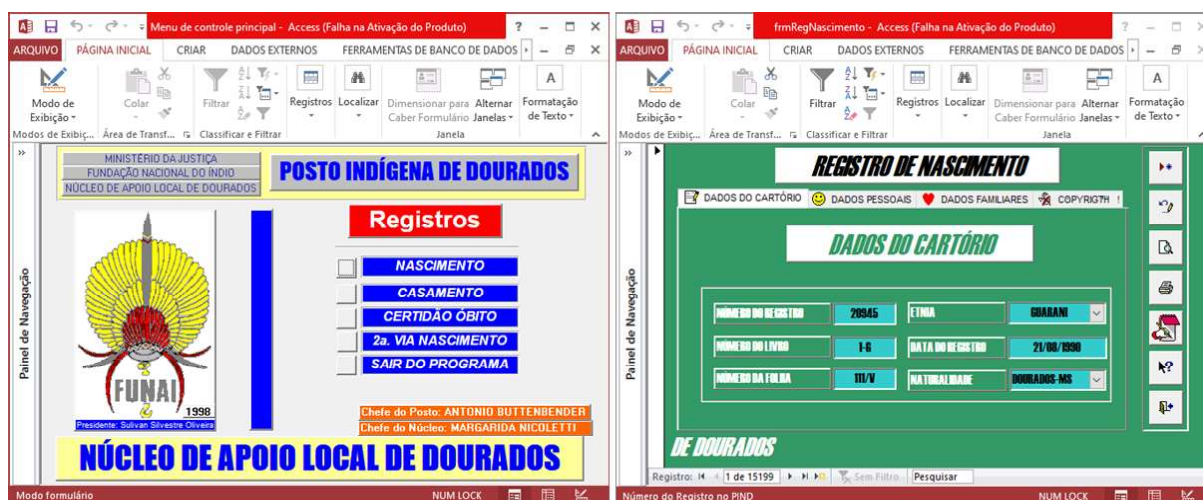 Menu de controle principal - Access (Falha na Ativação do Produto)
ARQUIVO PÁGINA INICIAL CRIAR DADOS EXTERNOS FERRAMENTAS DE BANCO DE DADOS
Modo de Exibição
Colar
Filtrar
Registros
Localizar
Dimensionar para Caber Formulário
Alternar Janelas
Formatação de Texto
Modos de Exibiç... Área de Transf... Classificar e Filtrar Janela
Painel de Navegação
MINISTÉRIO DA JUSTIÇA
FUNDAÇÃO NACIONAL DO ÍNDIO
NÚCLEO DE APOIO LOCAL DE DOURADOS
POSTO INDÍGENA DE DOURADOS
FUNAI
1998
Presidente: Sulivan Silvestre Oliveira
Registros
NASCIMENTO
CASAMENTO
CERTIDÃO ÓBITO
2a. VIA NASCIMENTO
SAIR DO PROGRAMA
Chefe do Posto: ANTONIO BUTTENBENDER
Chefe do Núcleo: MARGARIDA NICOLETTI
NÚCLEO DE APOIO LOCAL DE DOURADOS
Modo formulário NUM LOCK
frmRegNascimento - Access (Falha na Ativação do Produto)
ARQUIVO PÁGINA INICIAL CRIAR DADOS EXTERNOS FERRAMENTAS DE BANCO DE DADOS
Modo de Exibição
Colar
Filtrar
Registros
Localizar
Dimensionar para Caber Formulário
Alternar Janelas
Formatação de Texto
Modos de Exibiç... Área de Transf... Classificar e Filtrar Janela
Painel de Navegação
REGISTRO DE NASCIMENTO
DADOS DO CARTÓRIO DADOS PESSOAIS DADOS FAMILIARES COPYRIGTH !
DADOS DO CARTÓRIO
NÚMERO DO REGISTRO 20945 ETNIA GUARANI
NÚMERO DO LIVRO 1-G DATA DO REGISTRO 21/08/1990
NÚMERO DA FOLHA 111/V NATURALIDADE DOURADOS-MS
DE DOURADOS
Registro: 1 de 15199 Sem Filtro Pesquisar
Número do Registro no PIND NUM LOCK